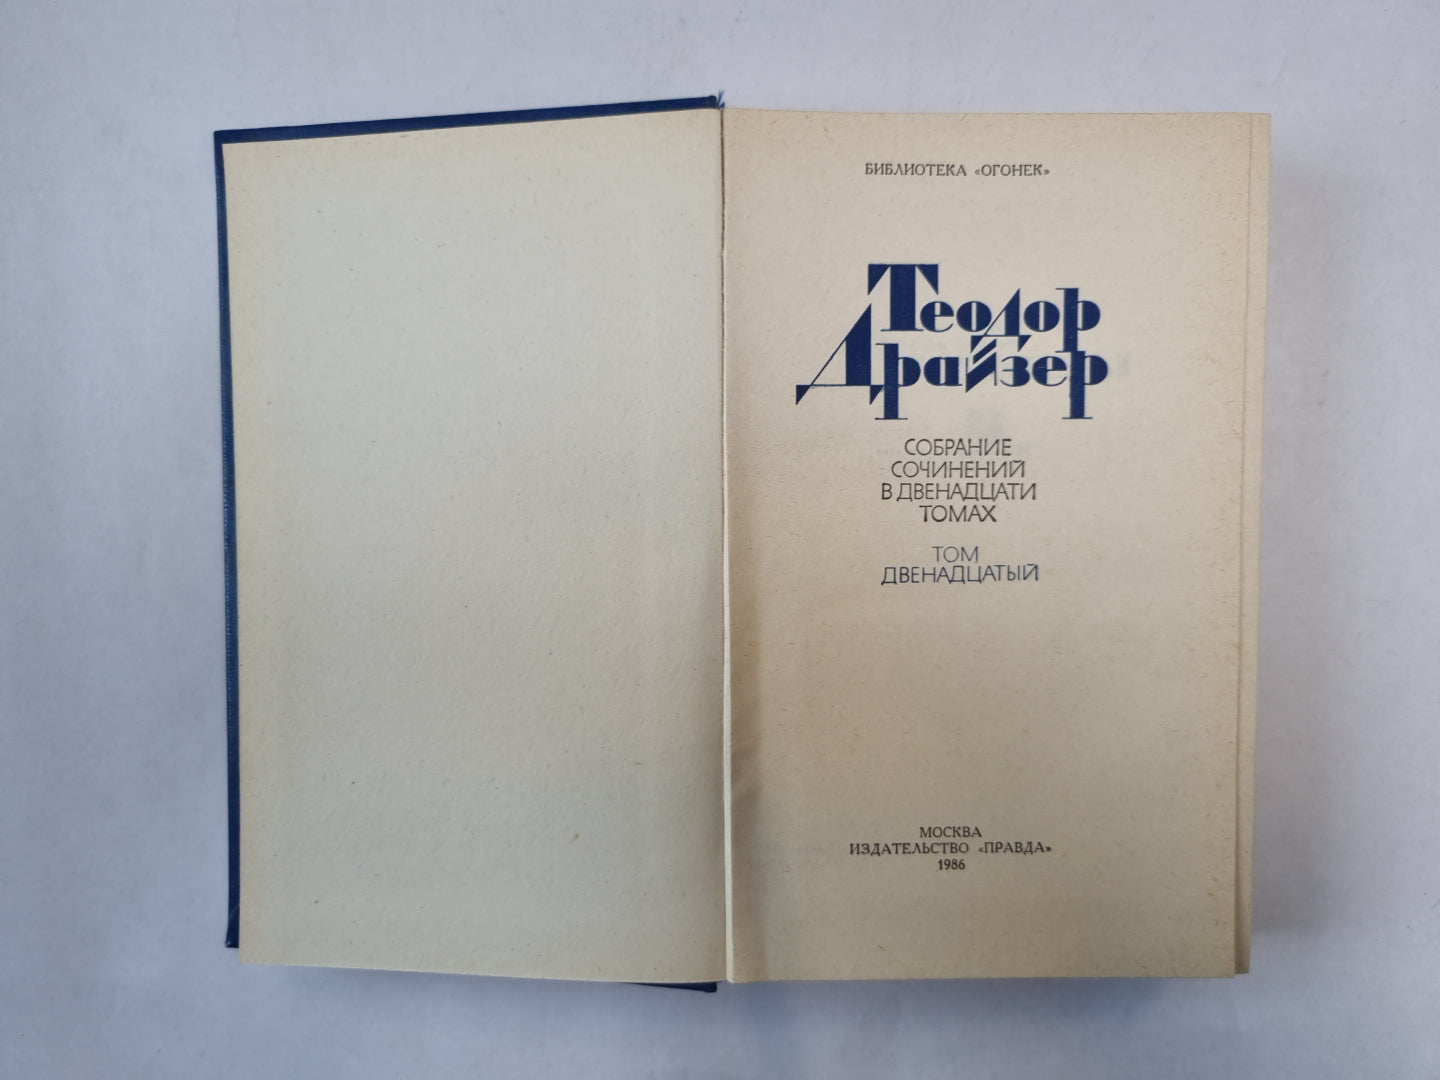 БИБЛИОТЕКА «ОГОНЕК»
Теодор
Драйзер
СОБРАНИЕ
СОЧИНЕНИЙ
В ДВЕНАДЦАТИ
ТОМАХ
ТОМ
ДВЕНАДЦАТЫЙ
МОСКВА
ИЗДАТЕЛЬСТВО «ПРАВДА»
1986